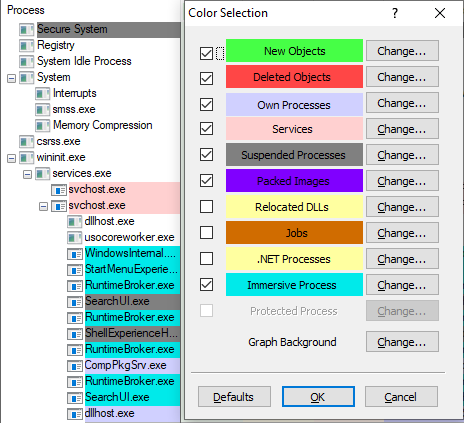 Process
Secure System
Registry
System Idle Process
System
Interrupts
smss.exe
Memory Compression
csrss.exe
wininit.exe
services.exe
svchost.exe
svchost.exe
dllhost.exe
usocoreworker.exe
WindowsInternal....
StartMenuExperie...
RuntimeBroker.exe
SearchUI.exe
RuntimeBroker.exe
ShellExperienceH...
RuntimeBroker.exe
CompPkgSrv.exe
RuntimeBroker.exe
SearchUI.exe
dllhost.exe
Color Selection
New Objects Change...
Deleted Objects Change...
Own Processes Change...
Services Change...
Suspended Processes Change...
Packed Images Change...
Relocated DLLs Change...
Jobs Change...
.NET Processes Change...
Immersive Process Change...
Protected Process Change...
Graph Background Change...
Defaults OK Cancel